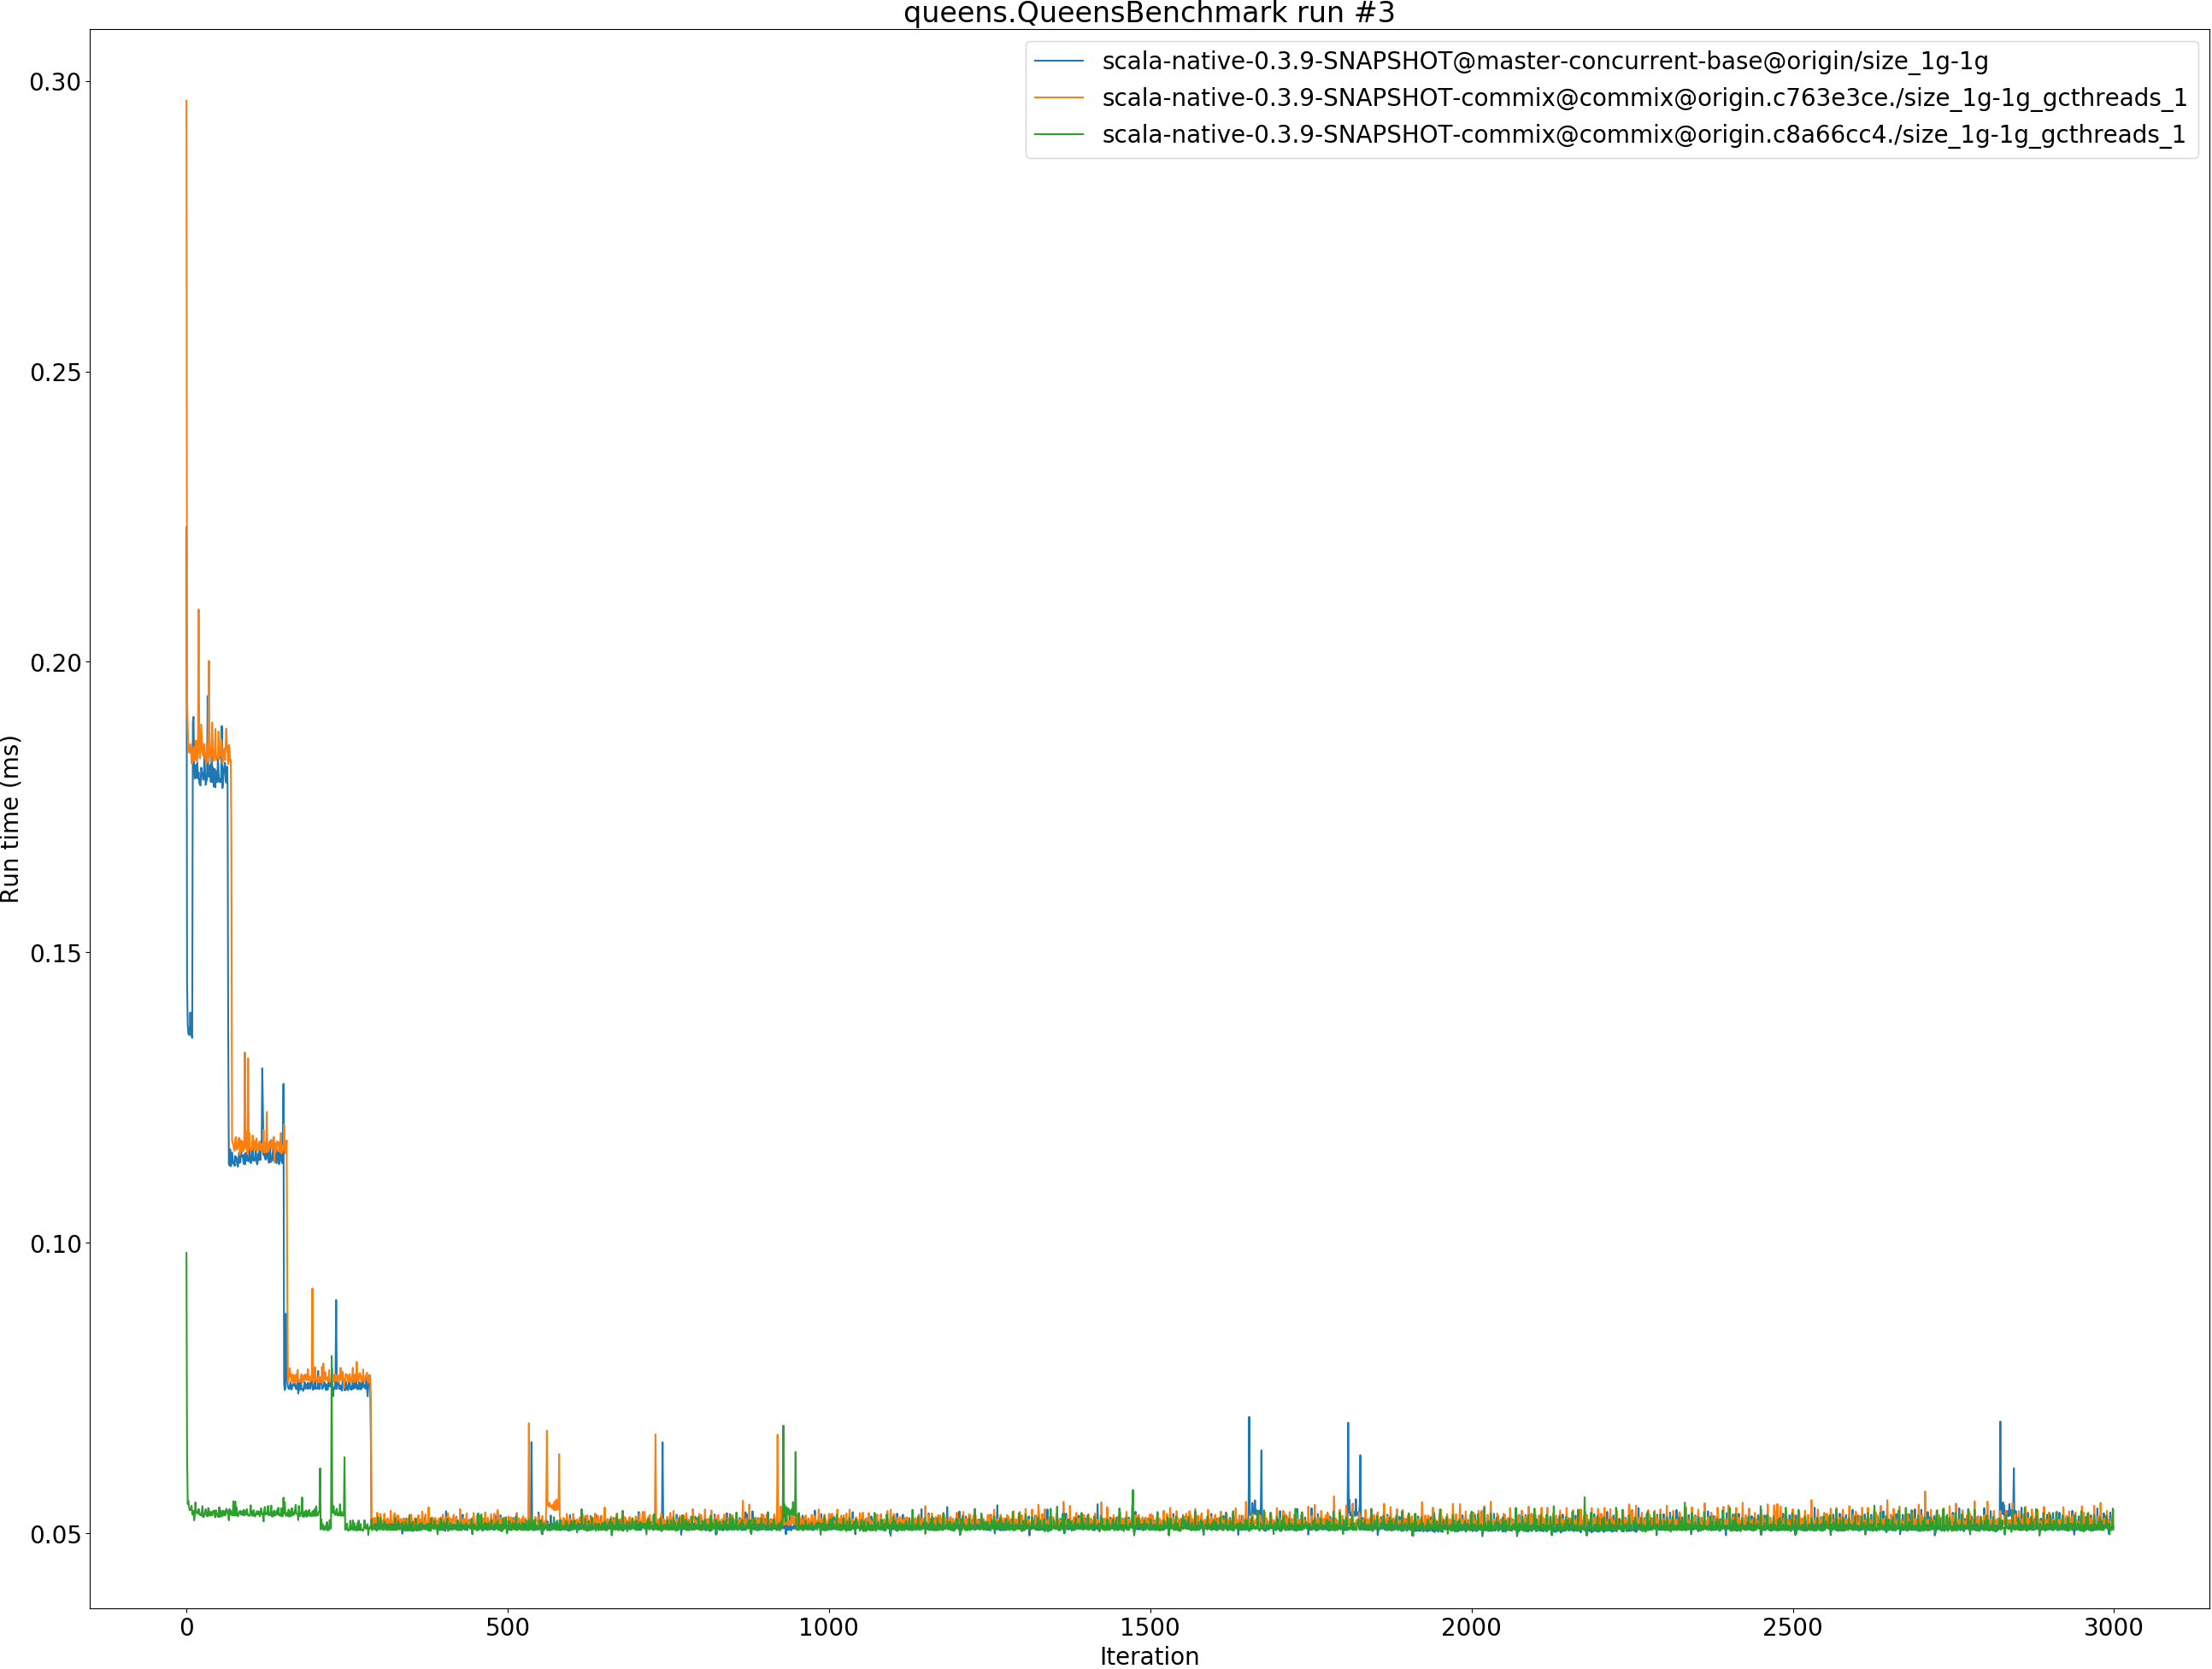 queens.QueensBenchmark run #3
scala-native-0.3.9-SNAPSHOT@master-concurrent-base@origin/size_1g-1g
scala-native-0.3.9-SNAPSHOT-commix@commix@origin.c763e3ce./size_1g-1g_gcthreads_1
scala-native-0.3.9-SNAPSHOT-commix@commix@origin.c8a66cc4./size_1g-1g_gcthreads_1
0.30
0.25
0.20
0.15
0.10
0.05
Run time (ms)
0 500 1000 1500 2000 2500 3000
Iteration